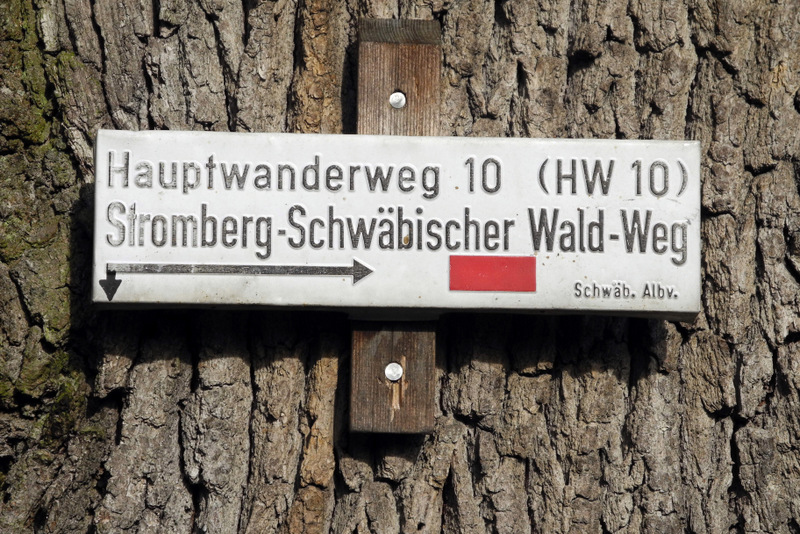 Hauptwanderweg 10 (HW 10)
Stromberg-Schwäbischer Wald-Weg
Schwäb. Albv.